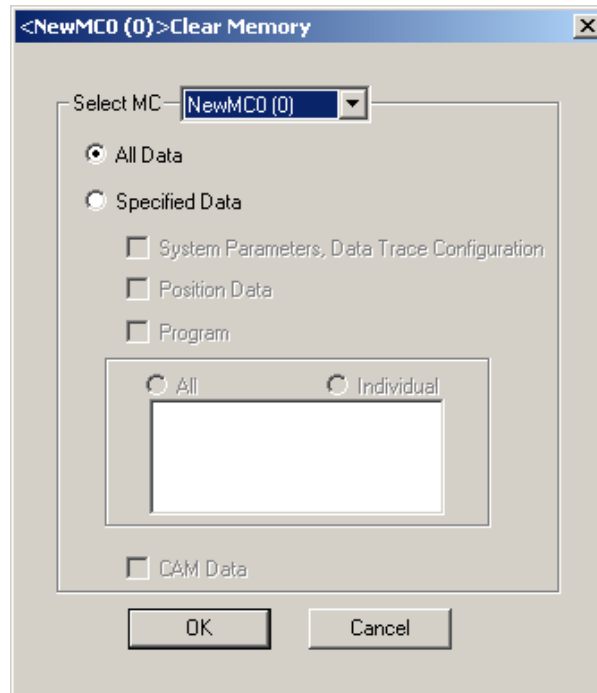 <NewMC0 (0)>Clear Memory
Select MC NewMC0 (0)
All Data
Specified Data
System Parameters, Data Trace Configuration
Position Data
Program
All Individual
CAM Data
OK Cancel